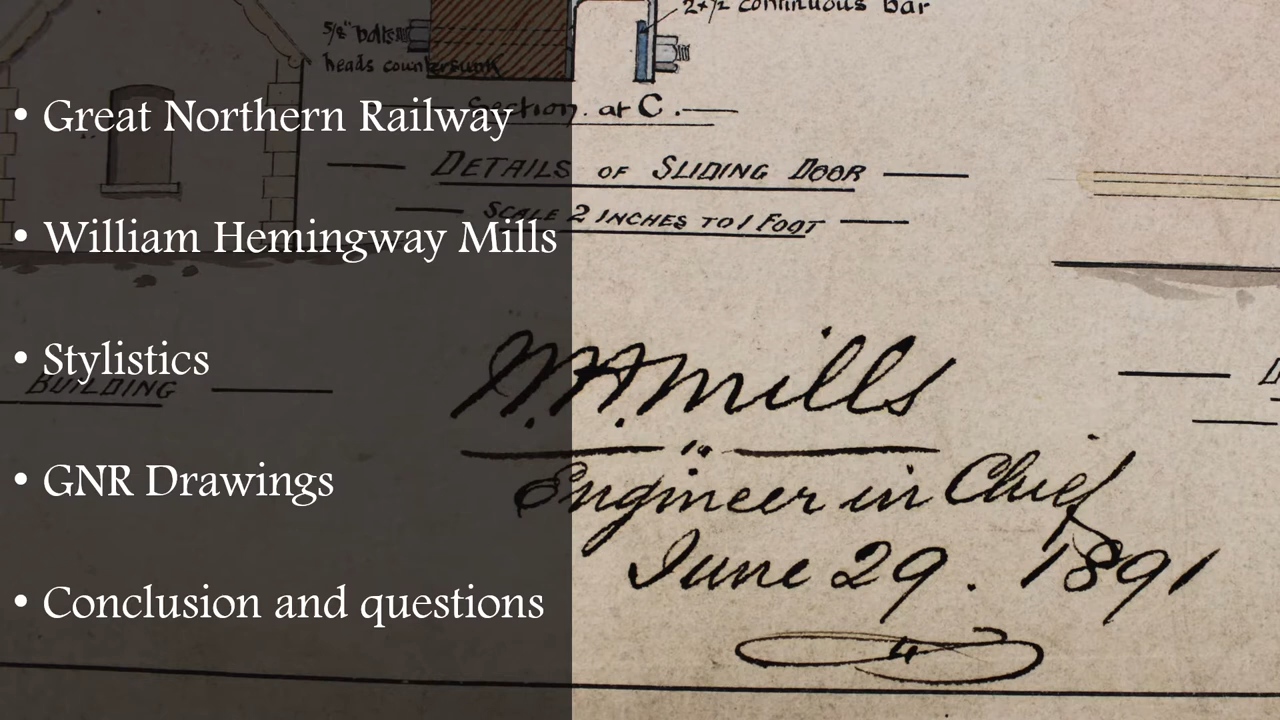 2+1/2 continuous bar
5/8" bolts
heads countersunk
Section. at C.
DETAILS OF SLIDING DOOR
SCALE 2 INCHES TO 1 FOOT
BUILDING
W.H. Mills
Engineer in Chief
June 29. 1891
• Great Northern Railway
• William Hemingway Mills
• Stylistics
• GNR Drawings
• Conclusion and questions